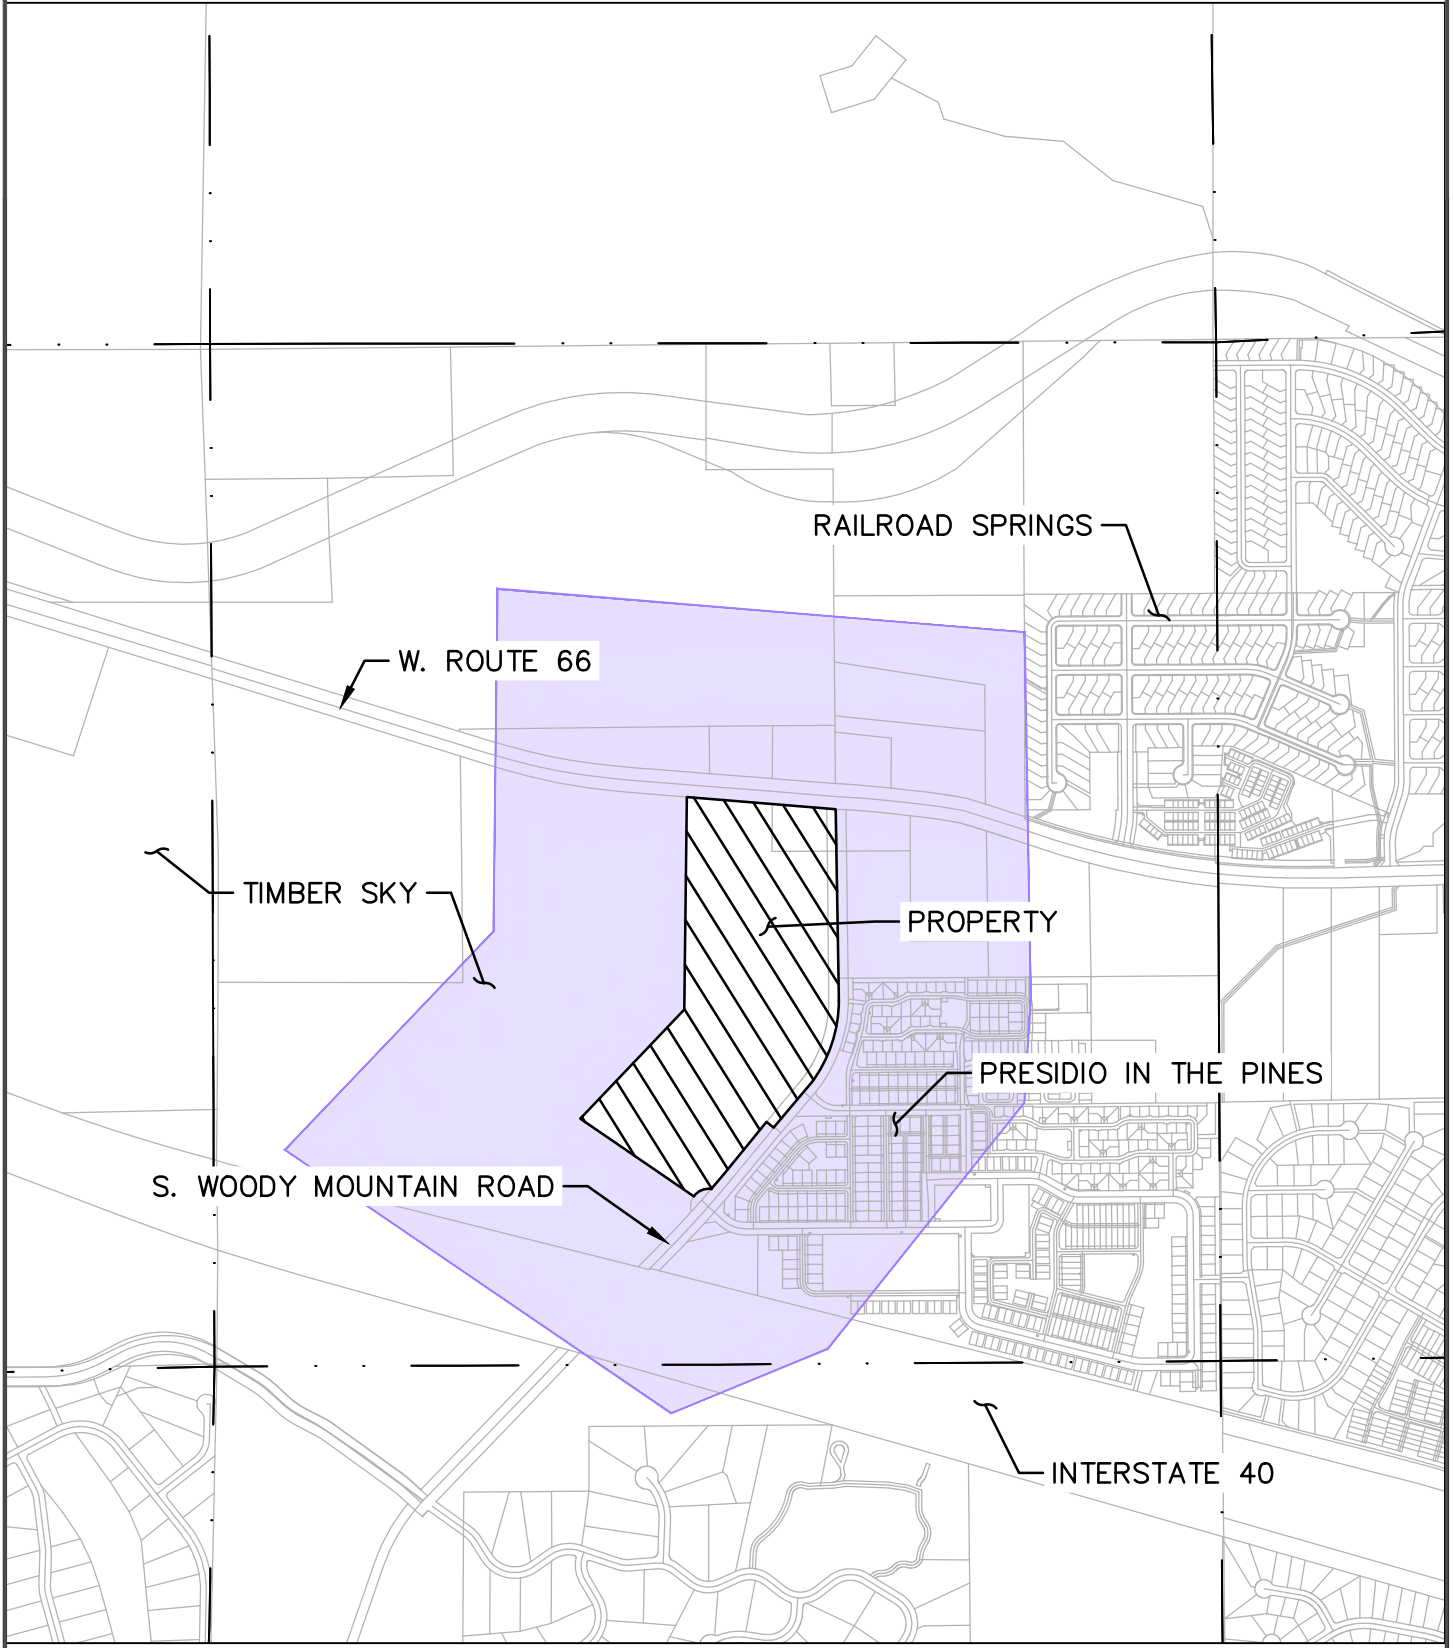 RAILROAD SPRINGS
W. ROUTE 66
TIMBER SKY
PROPERTY
PRESIDIO IN THE PINES
S. WOODY MOUNTAIN ROAD
INTERSTATE 40